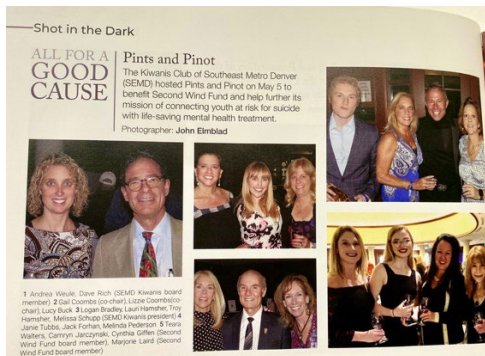 Shot in the Dark
ALL FOR A
GOOD
CAUSE
Pints and Pinot
The Kiwanis Club of Southeast Metro Denver
(SEMD) hosted Pints and Pinot on May 5 to
benefit Second Wind Fund and help further its
mission of connecting youth at risk for suicide
with life-saving mental health treatment.
Photographer: John Elmblad
1 Andrea Weule, Dave Rich (SEMD Kiwanis board
member) 2 Gail Coombs (co-chair), Lizze Coombs(co-
chair), Lucy Buck 3 Logan Bradley, Lauri Hamsher, Troy
Hamsher, Melissa Schupp (SEMD Kiwanis president) 4
Janie Tubbs, Jack Forhan, Melinda Pederson 5 Teara
Walters, Camryn Jarczynski, Cynthia Giffen (Second
Wind Fund board member), Marjorie Laird (Second
Wind Fund board member)